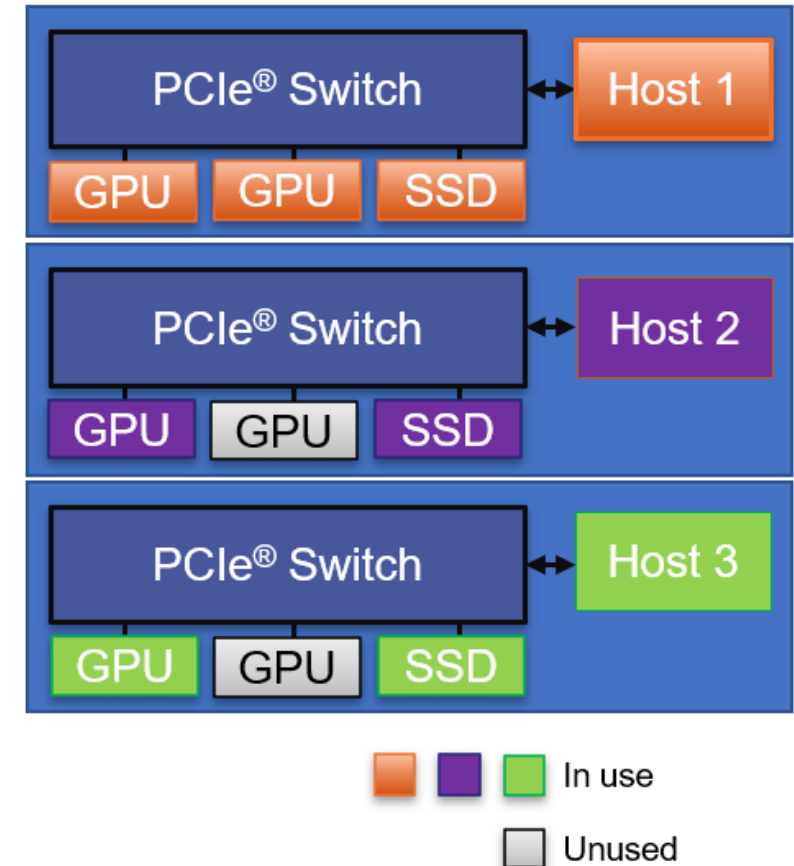 PCIe® Switch
Host 1
GPU
GPU
SSD
PCIe® Switch
Host 2
GPU
GPU
SSD
PCIe® Switch
Host 3
GPU
GPU
SSD
In use
Unused